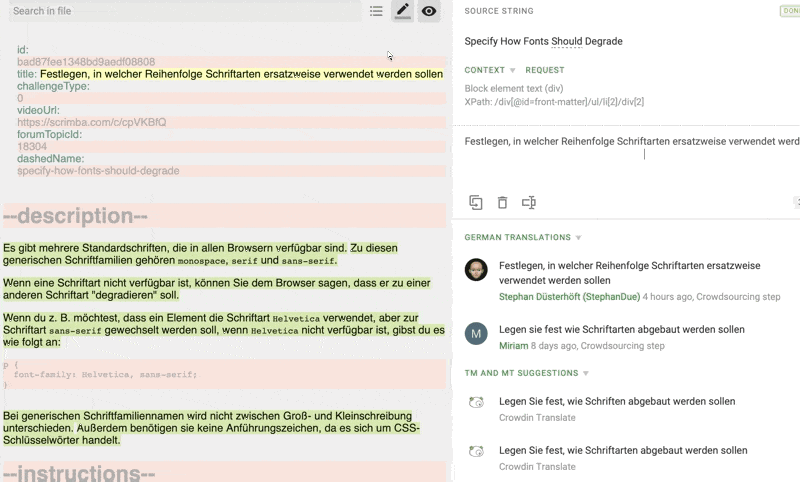 Search in file
id:
bad87fee1348bd9aedf08808
title: Festlegen, in welcher Reihenfolge Schriftarten ersatzweise verwendet werden sollen
challengeType:
0
videoUrl:
https://scrimba.com/c/cpVKBfQ
forumTopicId:
18304
dashedName:
specify-how-fonts-should-degrade
--description--
Es gibt mehrere Standardschriften, die in allen Browsern verfügbar sind. Zu diesen
generischen Schriftfamilien gehören monospace, serif und sans-serif.
Wenn eine Schriftart nicht verfügbar ist, können Sie dem Browser sagen, dass er zu einer
anderen Schriftart "degradieren" soll.
Wenn du z. B. möchtest, dass ein Element die Schriftart Helvetica verwendet, aber zur
Schriftart sans-serif gewechselt werden soll, wenn Helvetica nicht verfügbar ist, gibst du es
wie folgt an:
p {
font-family: Helvetica, sans-serif;
}
Bei generischen Schriftfamiliennamen wird nicht zwischen Groß- und Kleinschreibung
unterschieden. Außerdem benötigen sie keine Anführungszeichen, da es sich um CSS-
Schlüsselwörter handelt.
--instructions--
SOURCE STRING
DON
Specify How Fonts Should Degrade
CONTEXT REQUEST
Block element text (div)
XPath: /div[@id=front-matter]/ul/li[2]/div[2]
Festlegen, in welcher Reihenfolge Schriftarten ersatzweise verwendet werd
GERMAN TRANSLATIONS
Festlegen, in welcher Reihenfolge Schriftarten ersatzweise
verwendet werden sollen
Stephan Düsterhöft (StephanDue) 4 hours ago, Crowdsourcing step
M
Legen sie fest wie Schriftarten abgebaut werden sollen
Miriam 8 days ago, Crowdsourcing step
TM AND MT SUGGESTIONS
Legen Sie fest, wie Schriften abgebaut werden sollen
Crowdin Translate
Legen Sie fest, wie Schriftarten abgebaut werden sollen
Crowdin Translate